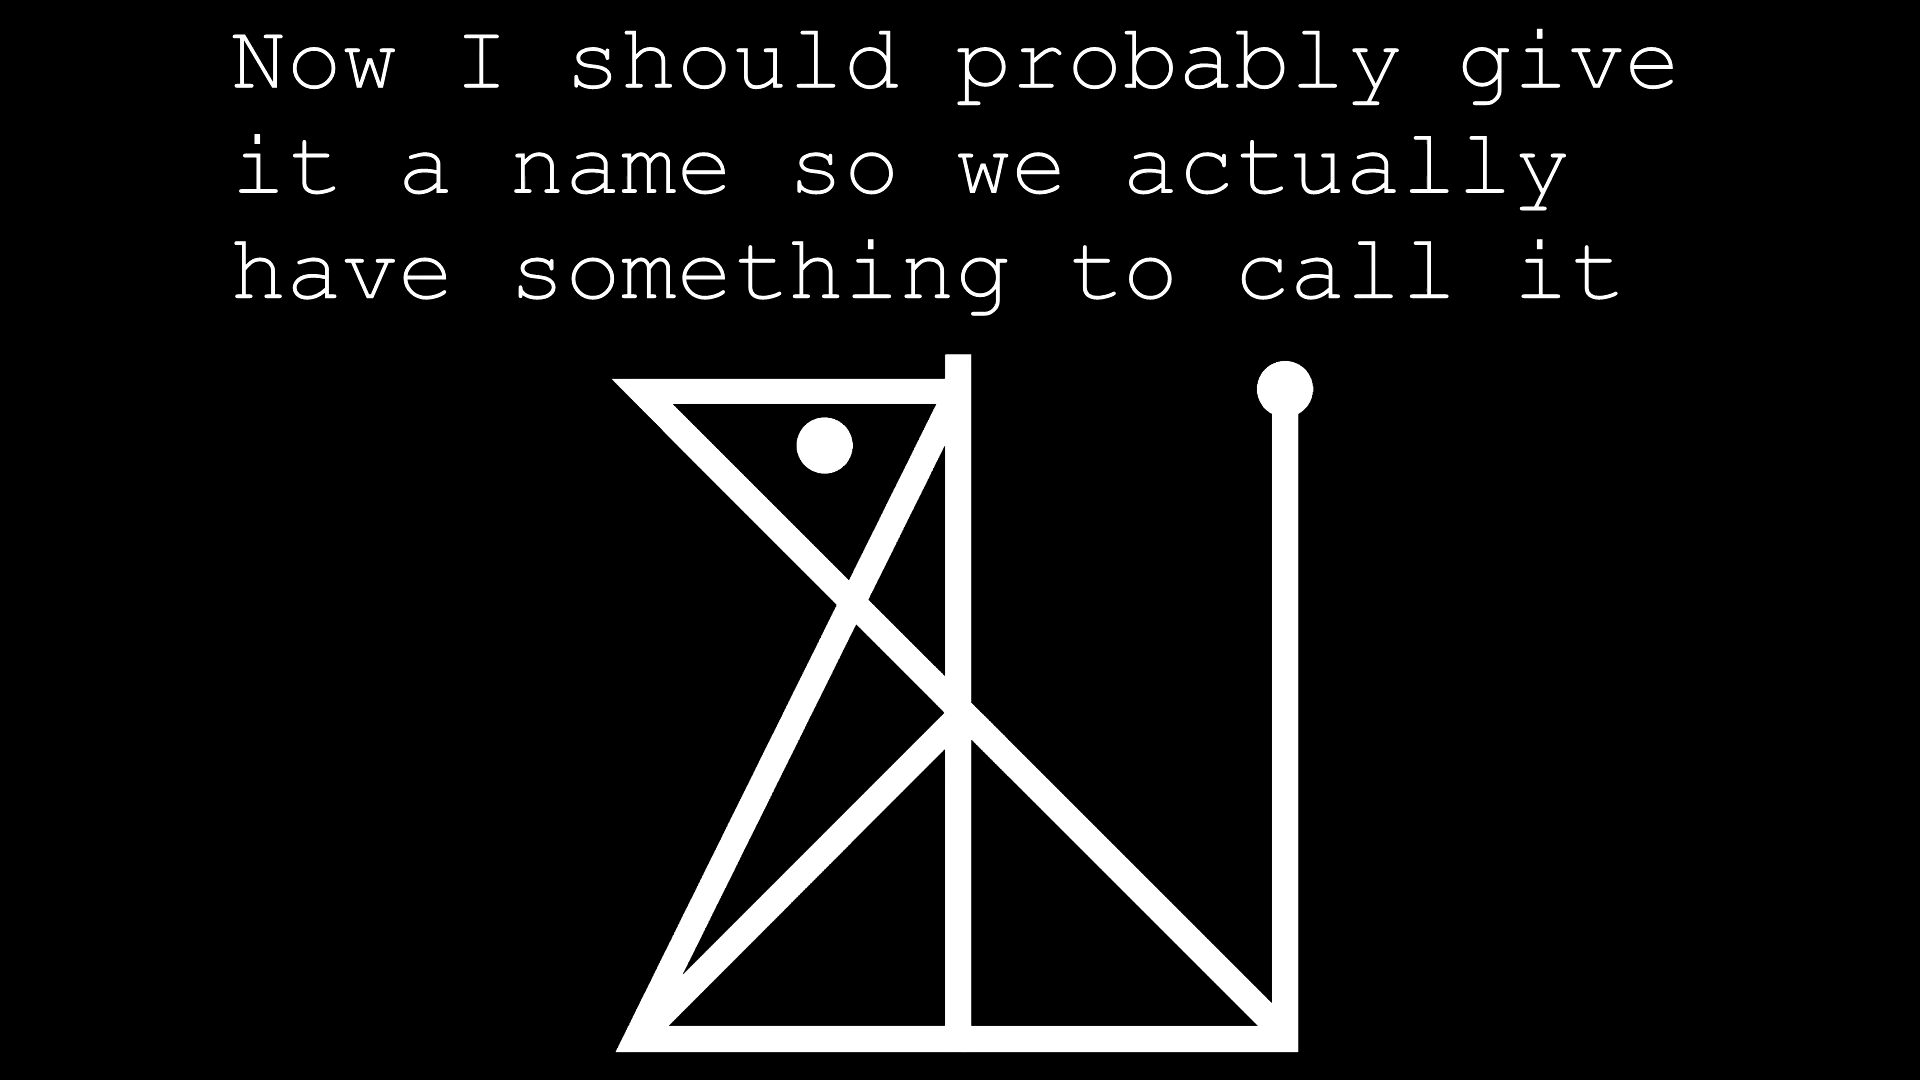 Now I should probably give
it a name so we actually
have something to call it